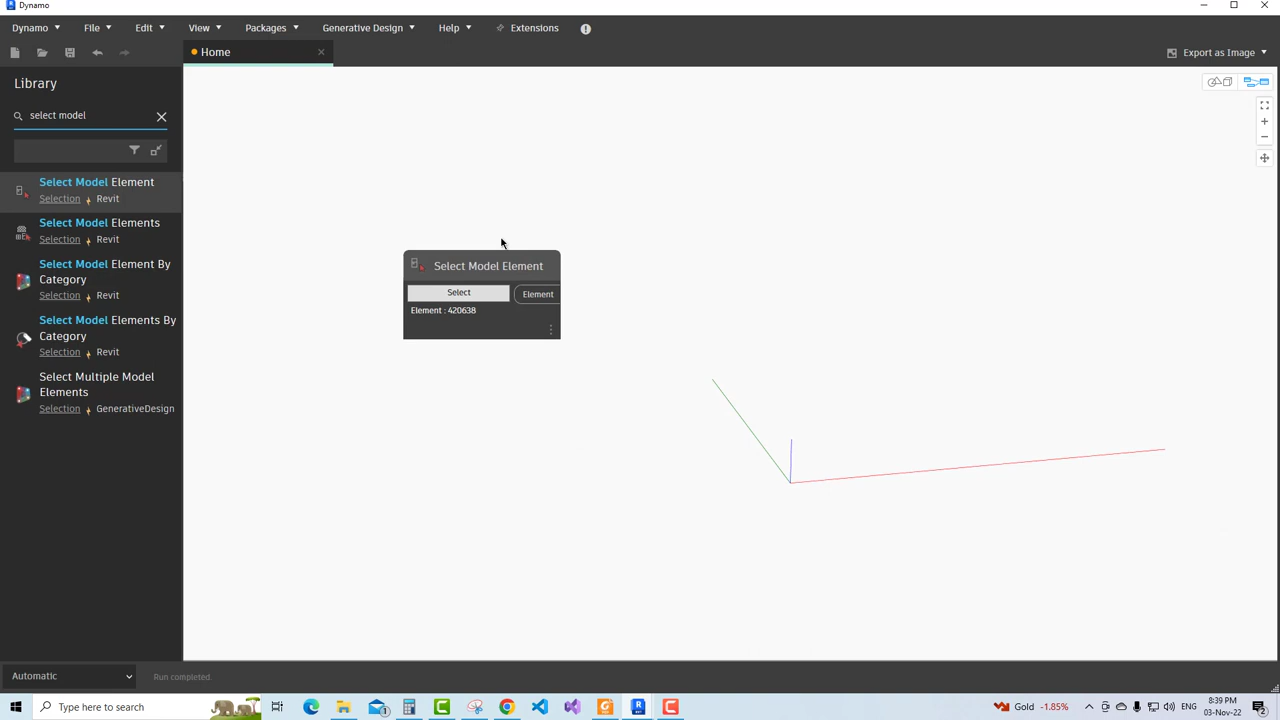 Dynamo
Dynamo File Edit View Packages Generative Design Help Extensions
Home
Export as Image
Library
select model
Select Model Element
Selection Revit
Select Model Elements
Selection Revit
Select Model Element By
Category
Selection Revit
Select Model Elements By
Category
Selection Revit
Select Multiple Model
Elements
Selection GenerativeDesign
Select Model Element
Select Element
Element : 420638
Automatic Run completed.
Type here to search
1
Gold -1.85% ENG
8:39 PM
03-Nov-22
2